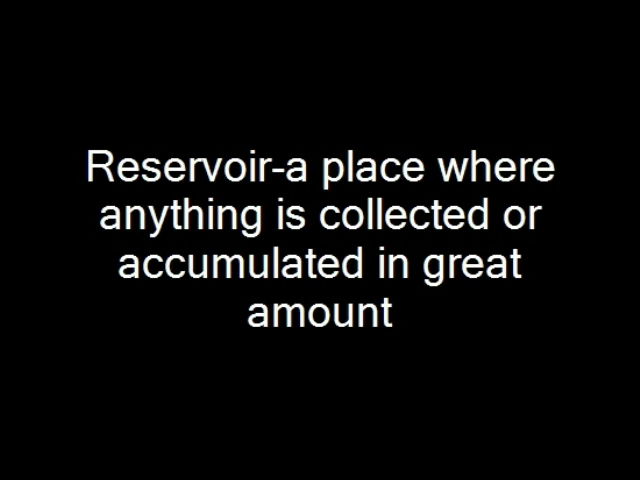 Reservoir-a place where
anything is collected or
accumulated in great
amount